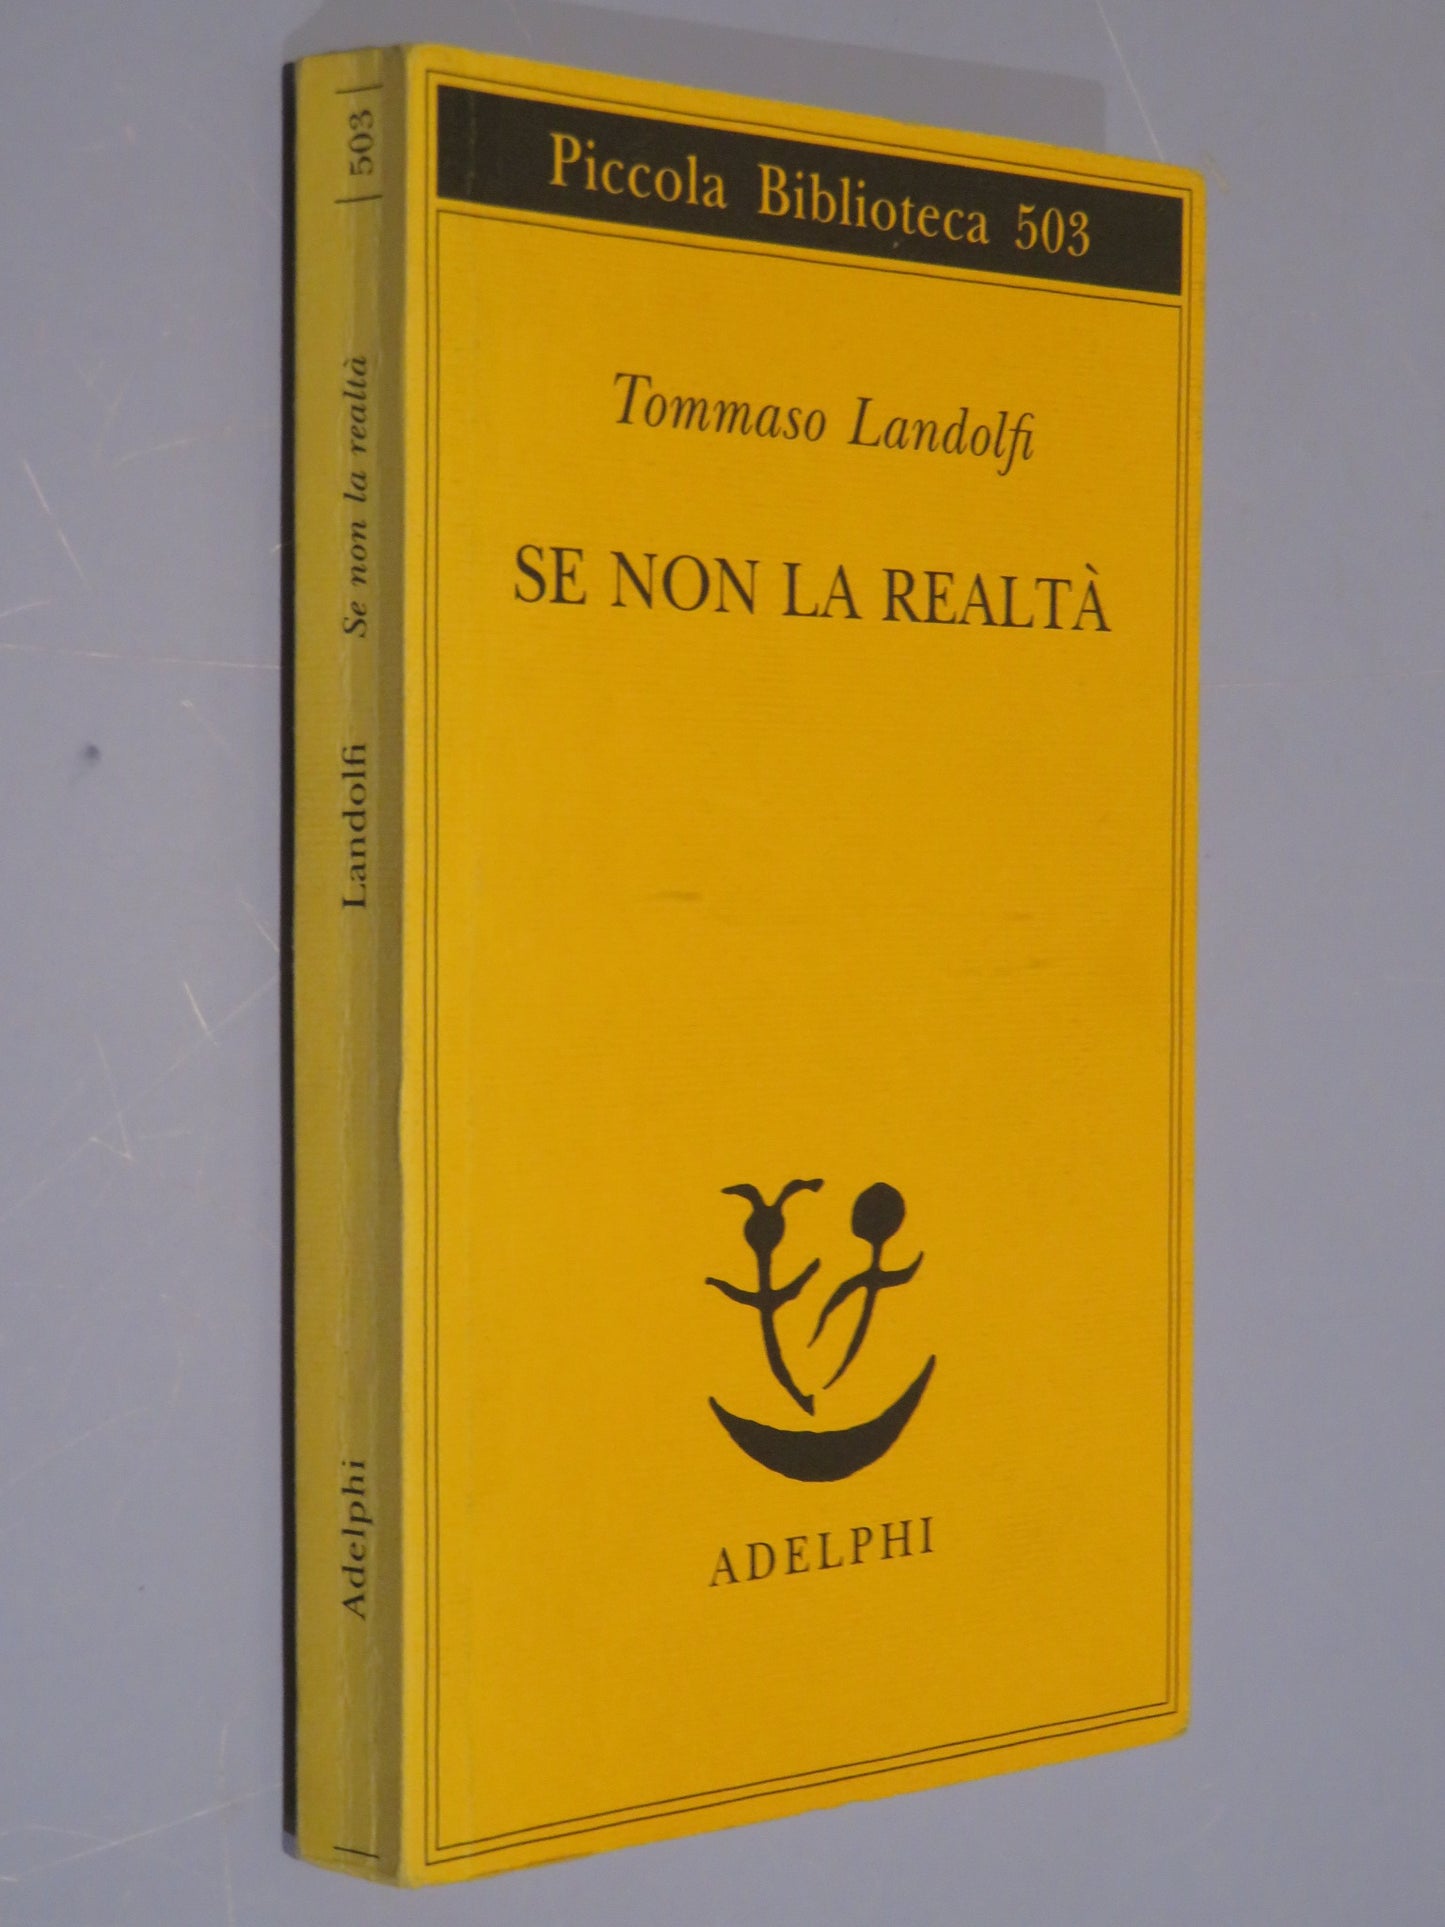 Piccola Biblioteca 503
Tommaso Landolfi
SE NON LA REALTÀ
ADELPHI
Adelphi Landolfi Se non la realtà 503